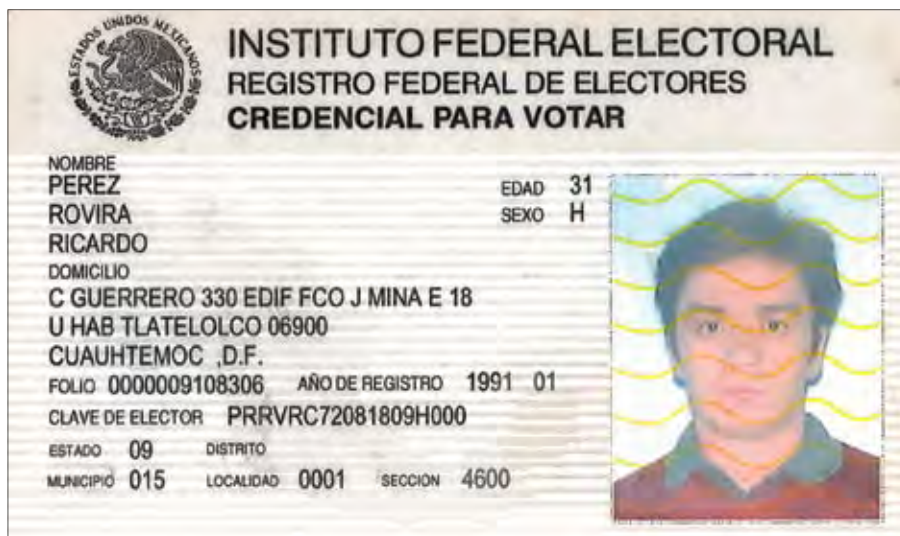 ESTADOS UNIDOS MEXICANOS
INSTITUTO FEDERAL ELECTORAL
REGISTRO FEDERAL DE ELECTORES
CREDENCIAL PARA VOTAR
NOMBRE
PEREZ
EDAD 31
ROVIRA
SEXO H
RICARDO
DOMICILIO
C GUERRERO 330 EDIF FCO J MINA E 18
U HAB TLATELOLCO 06900
CUAUHTEMOC ,D.F.
FOLIO 0000009108306 AÑO DE REGISTRO 1991 01
CLAVE DE ELECTOR PRRVRC72081809H000
ESTADO 09 DISTRITO
MUNICIPIO 015 LOCALIDAD 0001 SECCION 4600